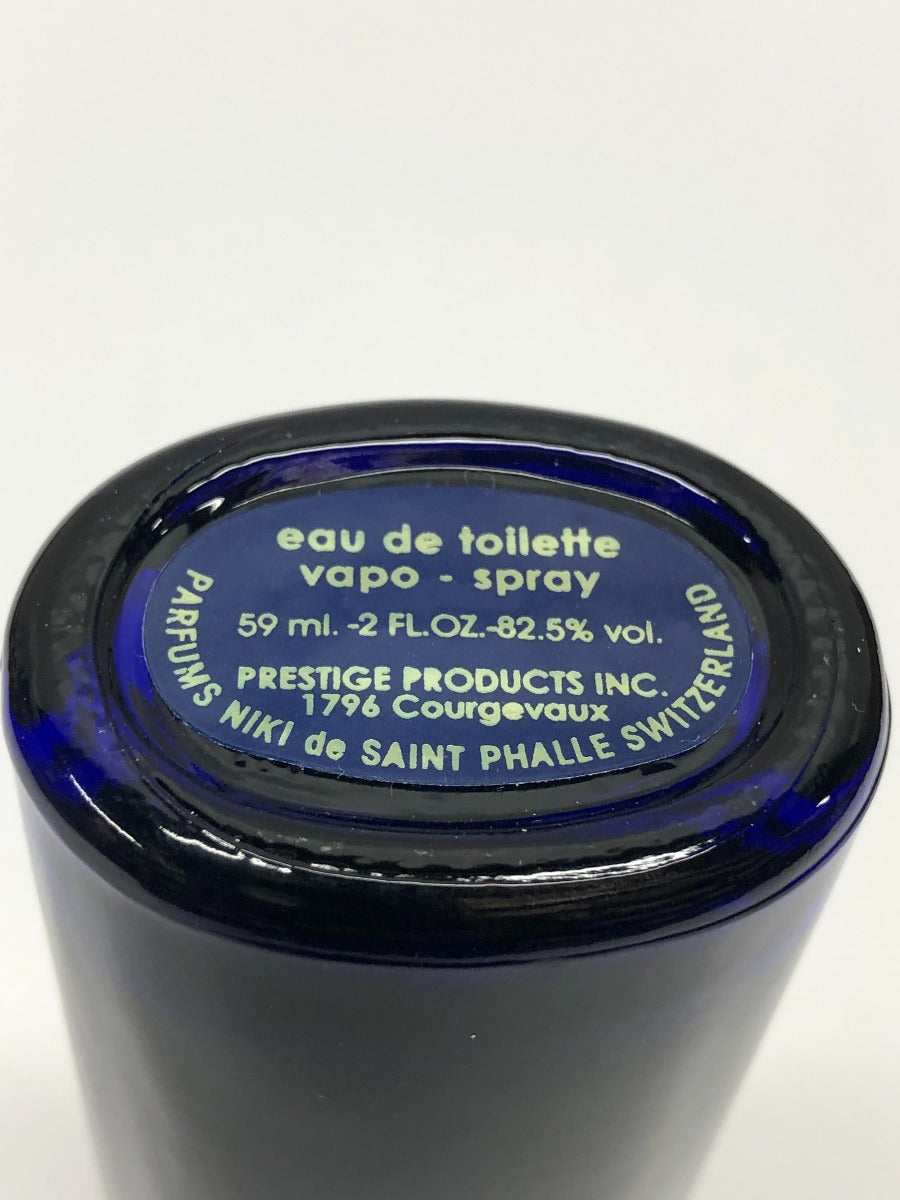 eau de toilette
vapo - spray
59 ml. -2 FL.OZ.-82.5% vol.
PRESTIGE PRODUCTS INC.
1796 Courgevaux
PARFUMS NIKI de SAINT PHALLE SWITZERLAND